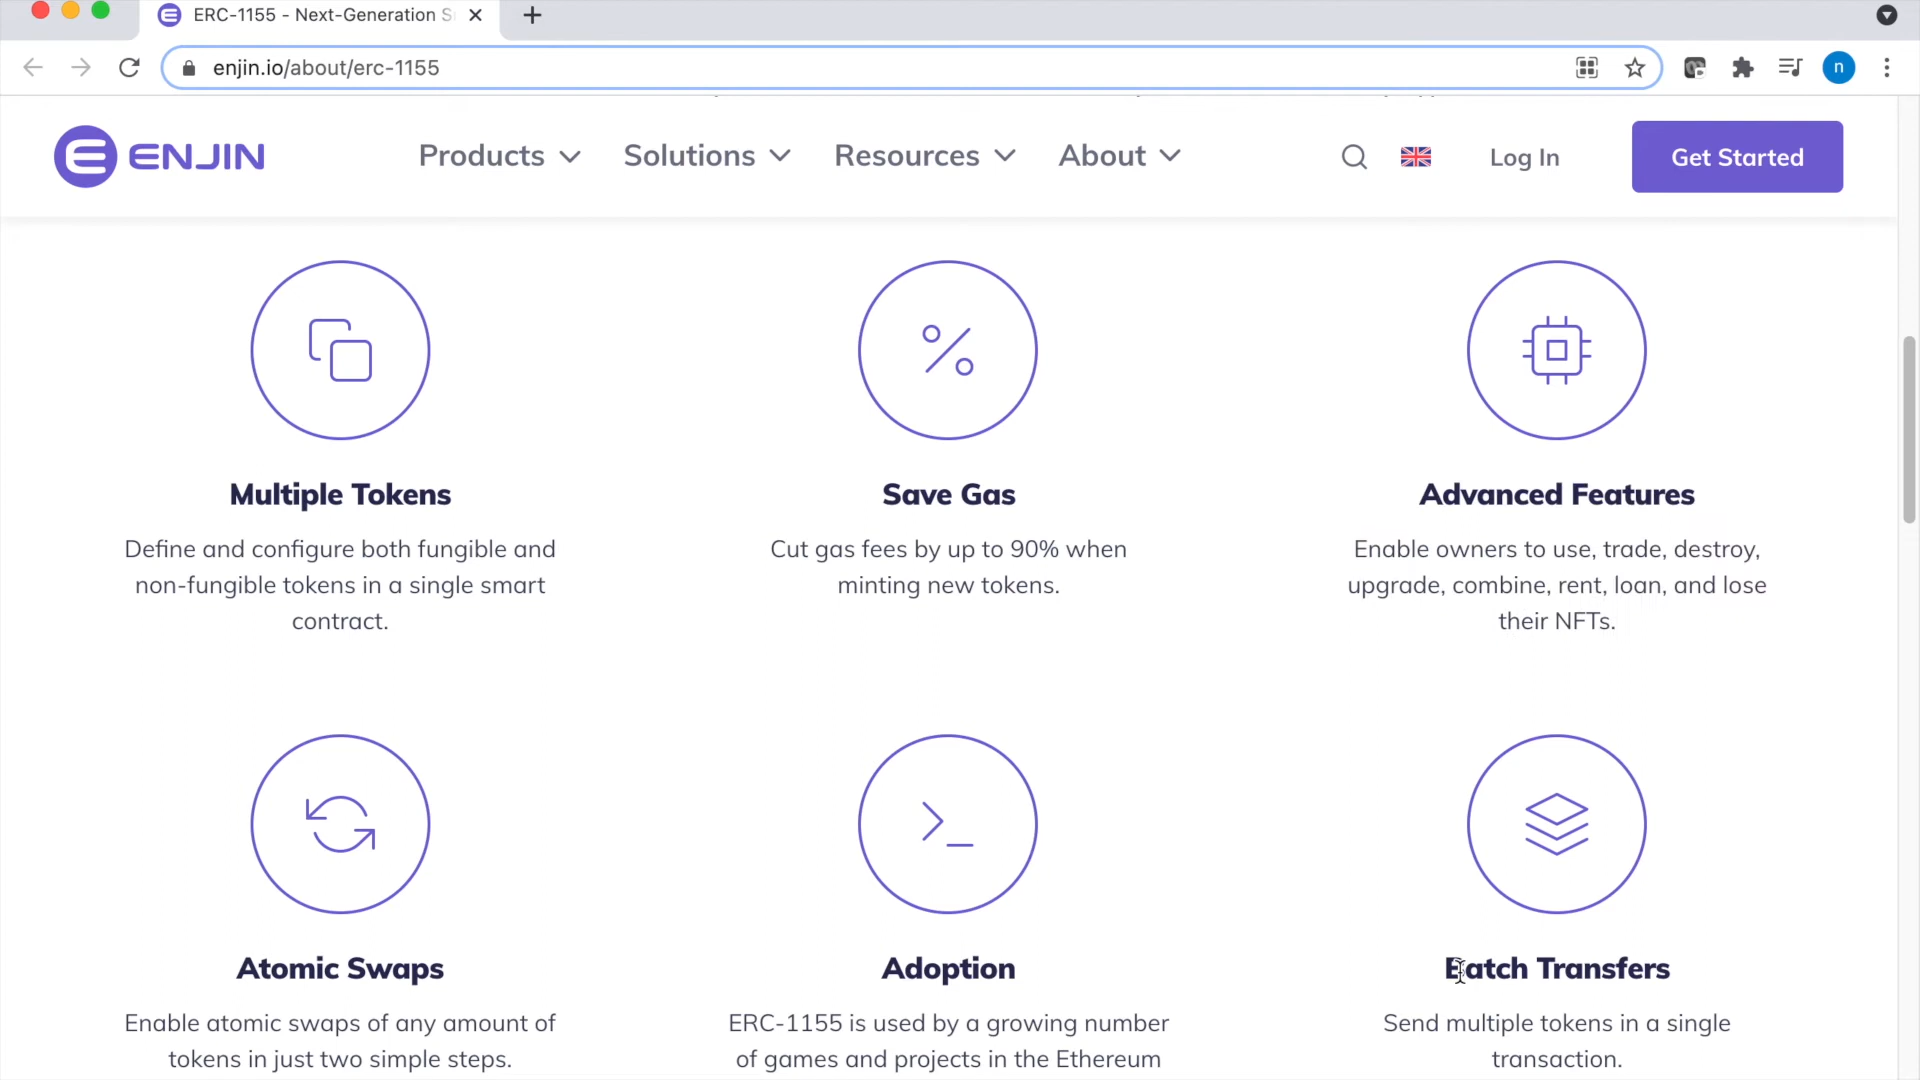 ERC-1155 - Next-Generation S
enjin.io/about/erc-1155
n
ENJIN
Products
Solutions
Resources
About
Log In
Get Started
Multiple Tokens
Define and configure both fungible and
non-fungible tokens in a single smart
contract.
Save Gas
Cut gas fees by up to 90% when
minting new tokens.
Advanced Features
Enable owners to use, trade, destroy,
upgrade, combine, rent, loan, and lose
their NFTs.
Atomic Swaps
Enable atomic swaps of any amount of
tokens in just two simple steps.
Adoption
ERC-1155 is used by a growing number
of games and projects in the Ethereum
Batch Transfers
Send multiple tokens in a single
transaction.